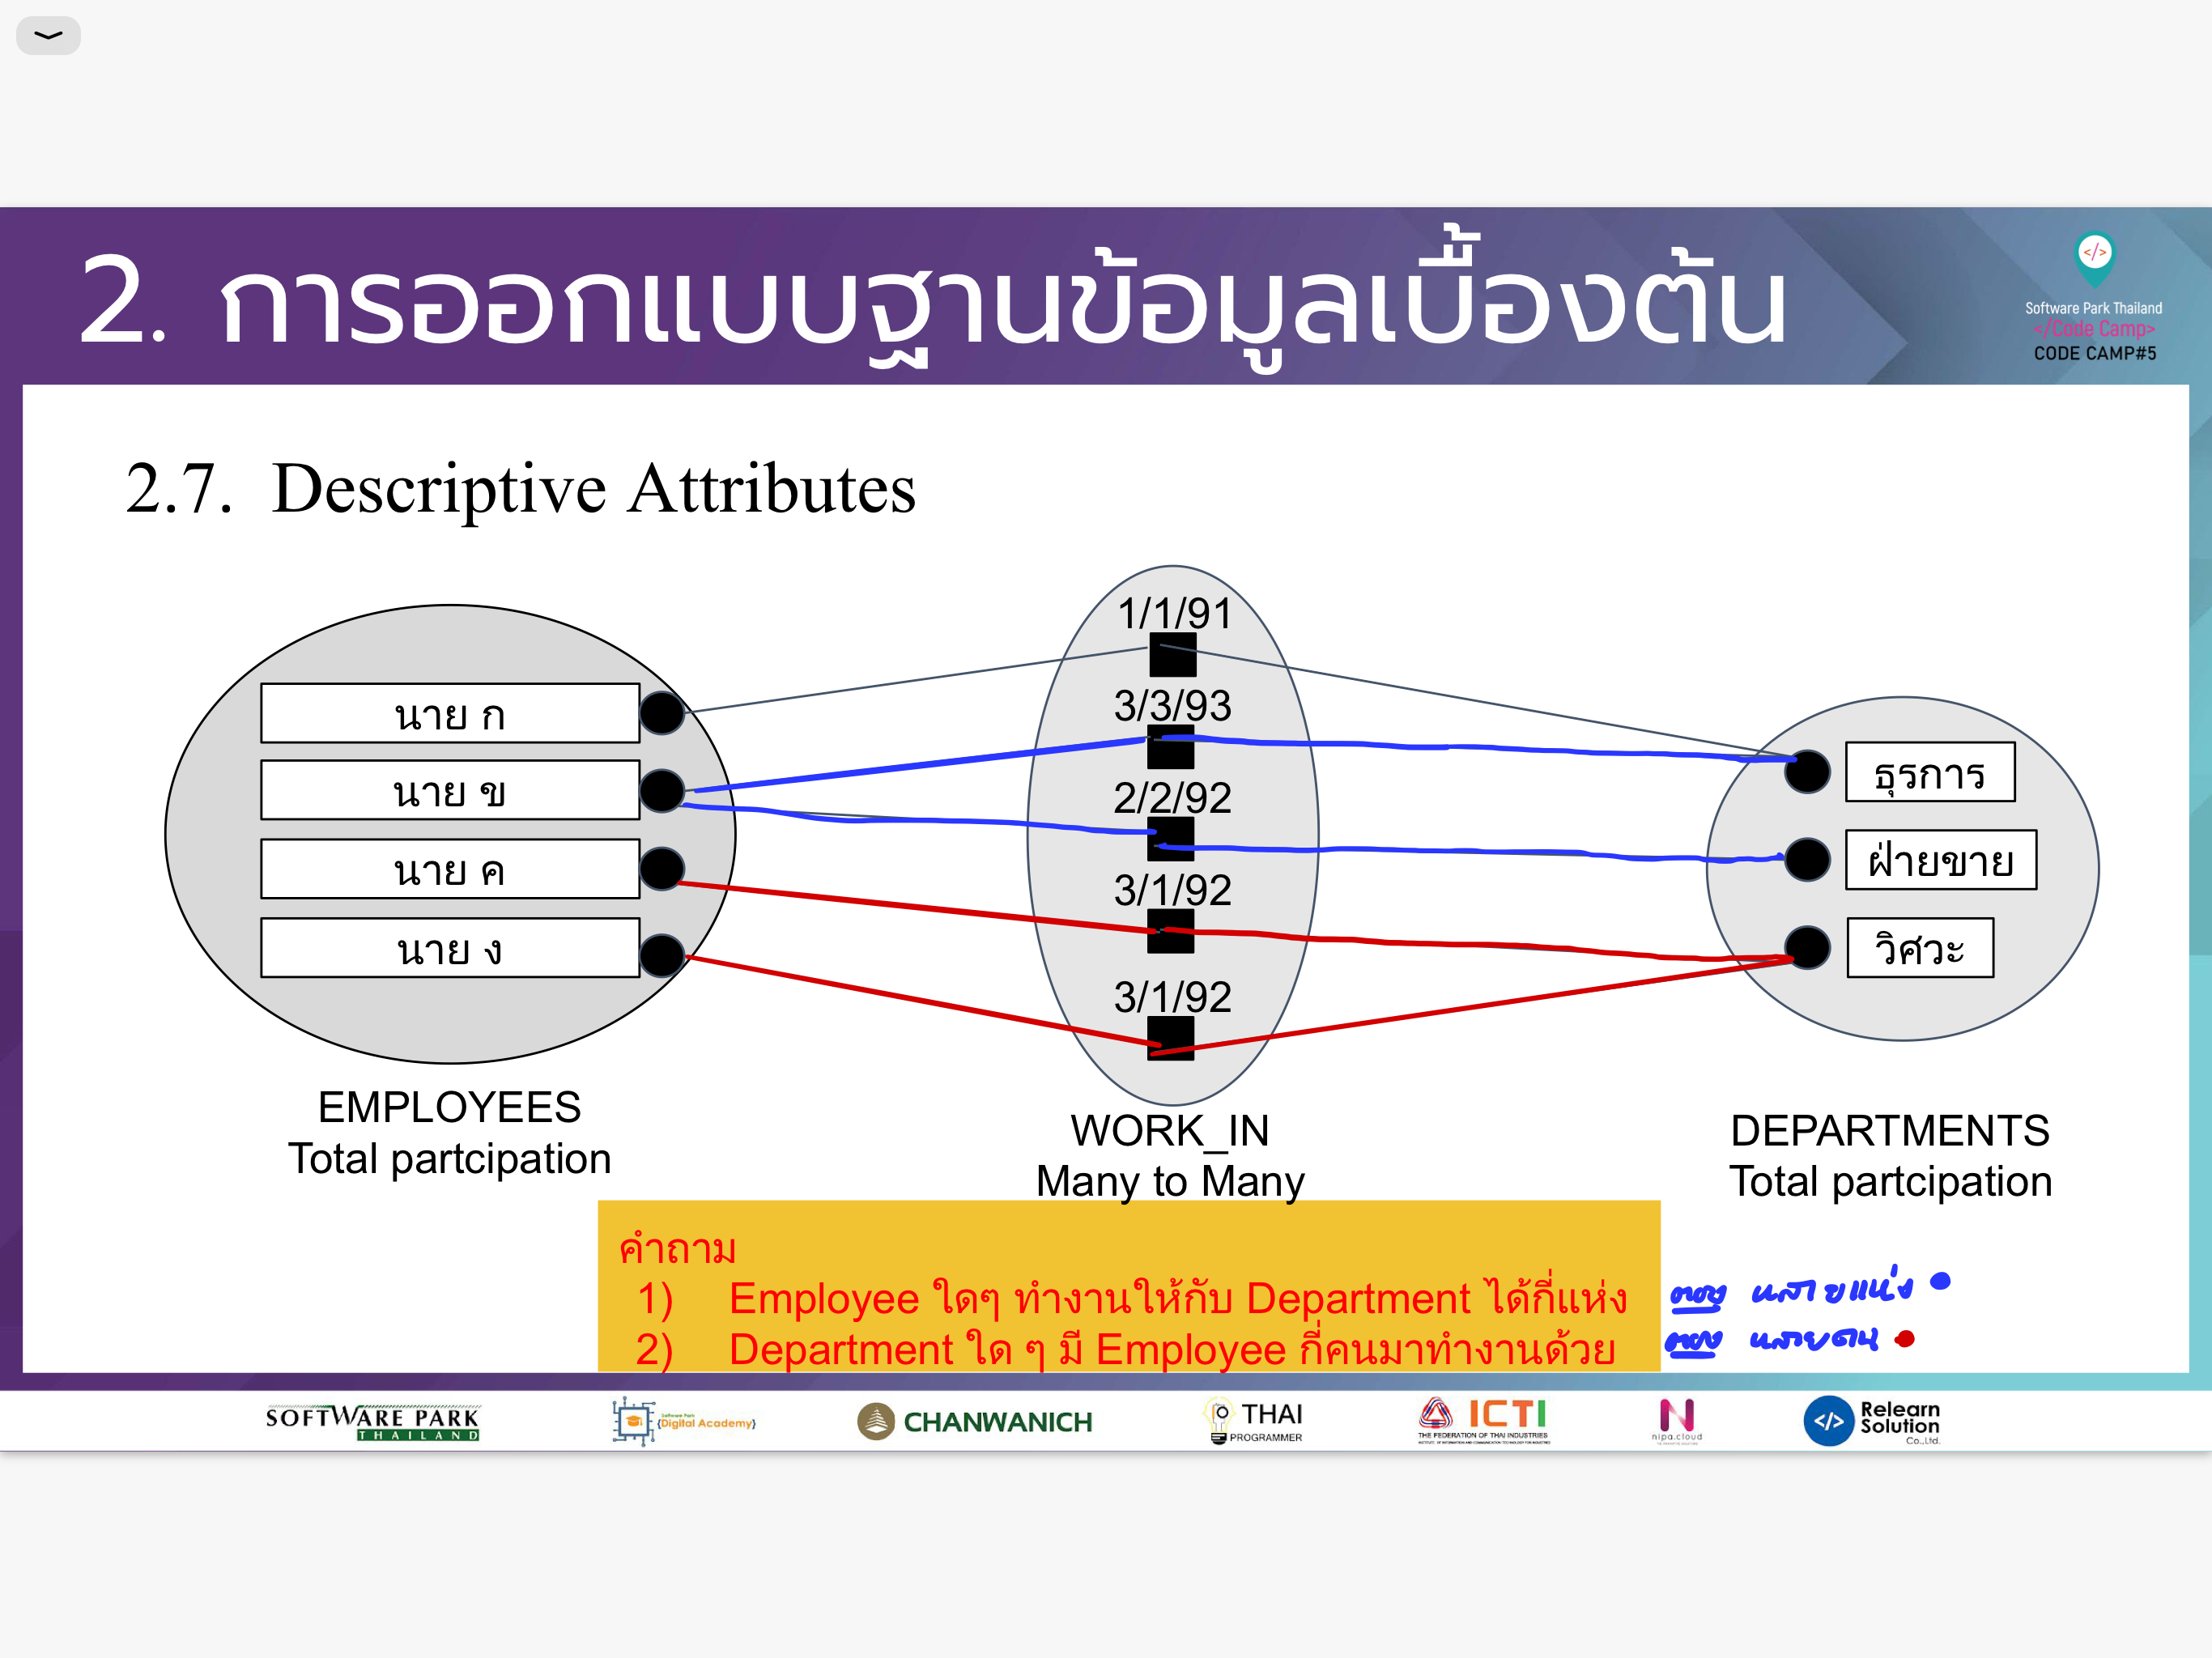 2. การออกแบบฐานข้อมูลเบื้องต้น
</>
Software Park Thailand
</Code Camp>
CODE CAMP#5
2.7. Descriptive Attributes
1/1/91
3/3/93
2/2/92
3/1/92
3/1/92
นาย ก
นาย ข
นาย ค
นาย ง
ธุรการ
ฝ่ายขาย
วิศวะ
EMPLOYEES
Total partcipation
WORK_IN
Many to Many
DEPARTMENTS
Total partcipation
คำถาม
1) Employee ใดๆ ทำงานให้กับ Department ได้กี่แห่ง
ตอบ หลายแห่ง
2) Department ใด ๆ มี Employee กี่คนมาทำงานด้วย
ตอบ หลายคน
SOFTWARE PARK
THAILAND
Software Park
{Digital Academy}
CHANWANICH
THAI
PROGRAMMER
ICTI
THE FEDERATION OF THAI INDUSTRIES
N
nipa.cloud
</>
Relearn
Solution
Co.,Ltd.